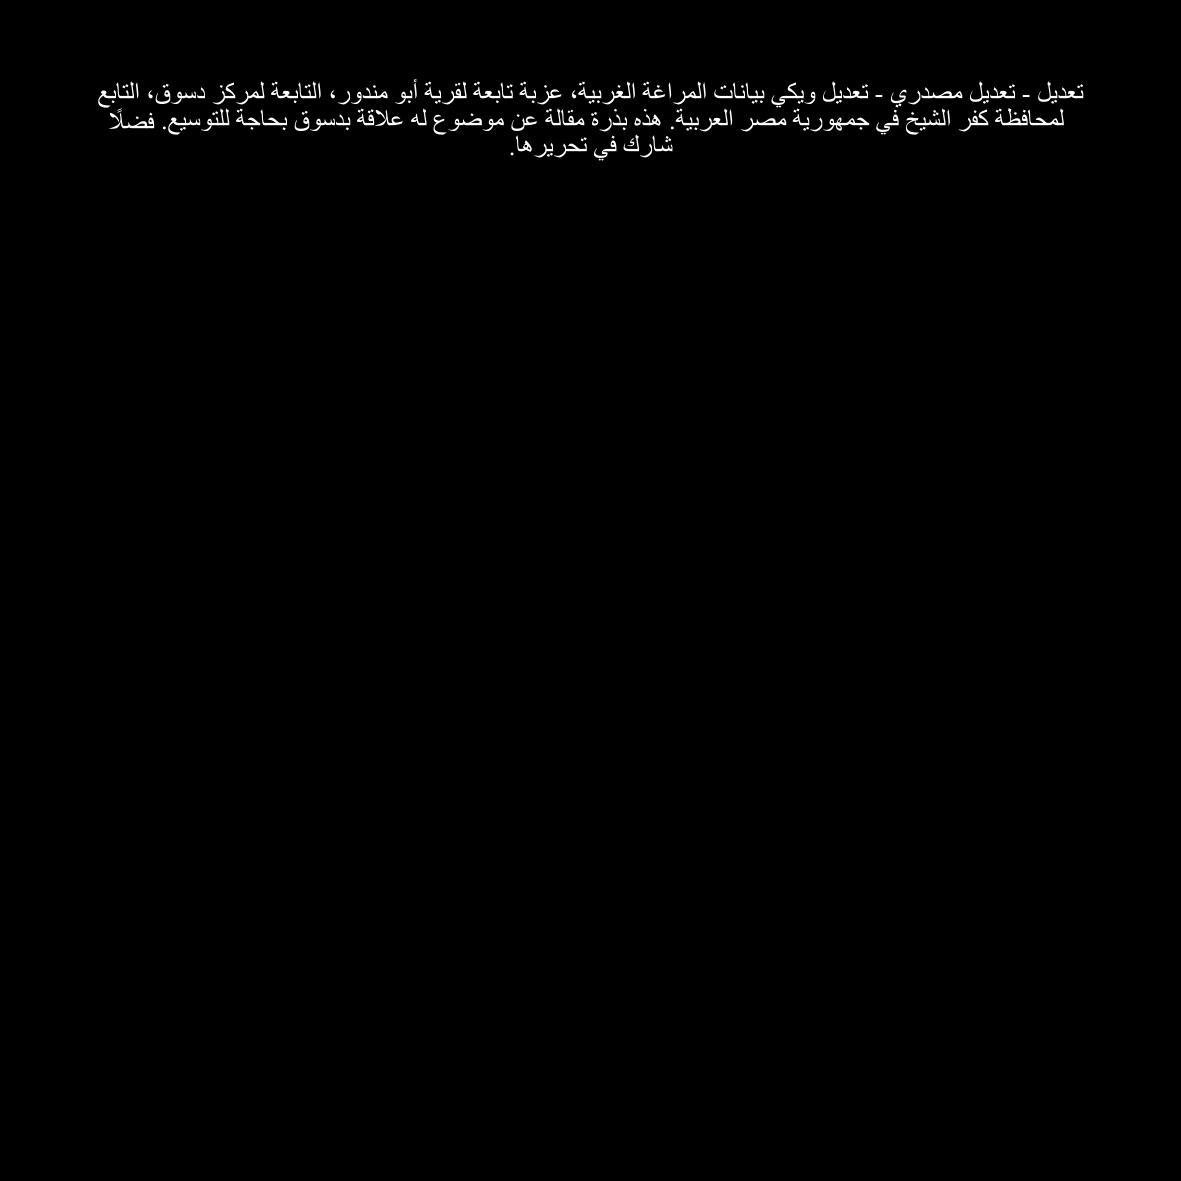 تعديل - تعديل مصدري - تعديل ويكي بيانات المراغة الغربية، عزبة تابعة لقرية أبو مندور، التابعة لمركز دسوق، التابع
لمحافظة كفر الشيخ في جمهورية مصر العربية. هذه بذرة مقالة عن موضوع له علاقة بدسوق بحاجة للتوسيع. فضلًا
شارك في تحريرها.